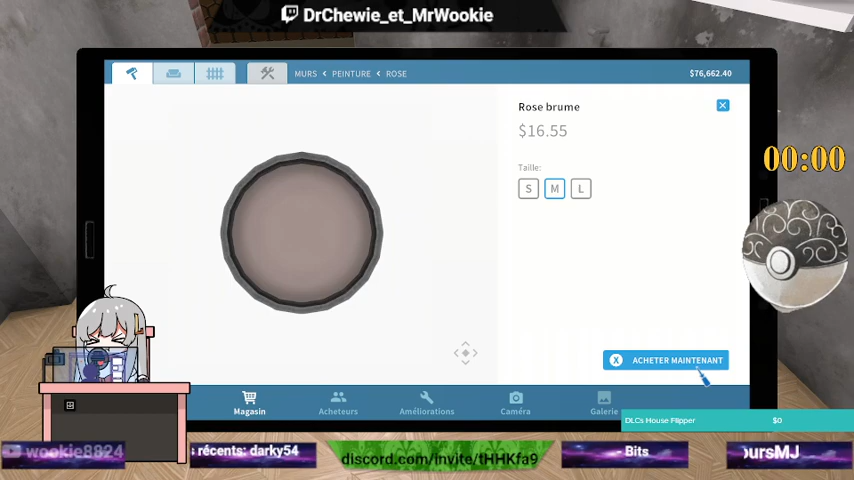 DrChewie_et_MrWookie
MURS < PEINTURE < ROSE
$76,662.40
Rose brume
$16.55
Taille:
S M L
00:00
X ACHETER MAINTENANT
Magasin
Acheteurs
Améliorations
Caméra
Galerie
DLCs House Flipper $0
wookie8824
s récents: darky54
discord.com/invite/tHHKfa9
- Bits
oursMJ